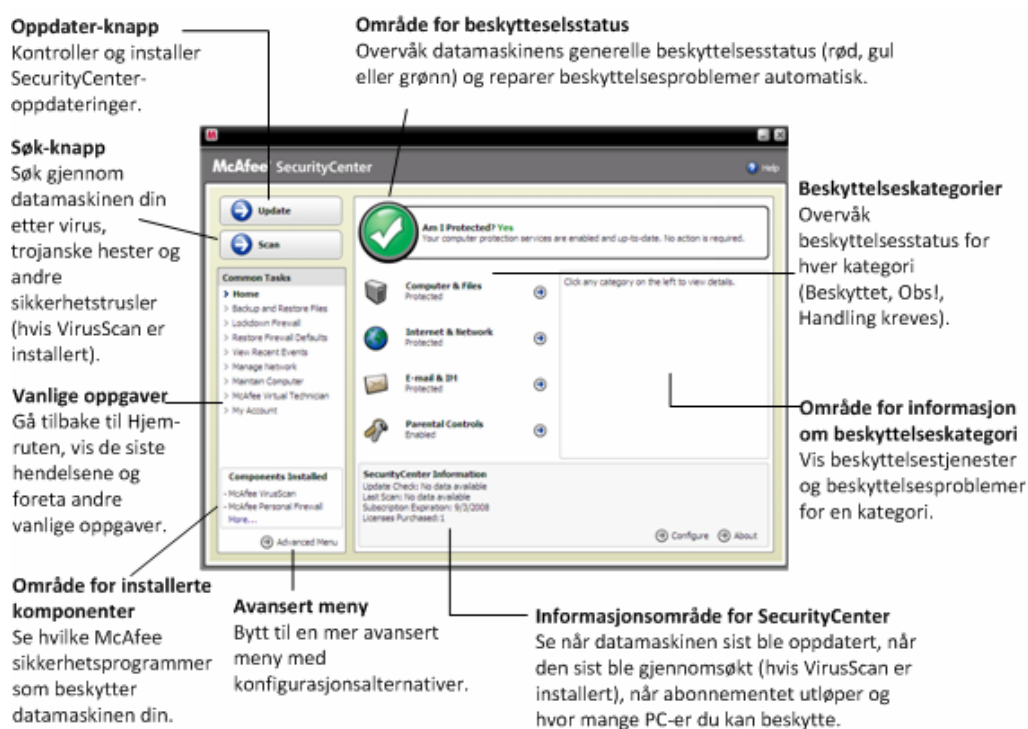 Oppdater-knapp
Kontroller og installer
SecurityCenter-
oppdateringer.
Område for beskytteselsstatus
Overvåk datamaskinens generelle beskyttelsesstatus (rød, gul
eller grønn) og reparer beskyttelsesproblemer automatisk.
Søk-knapp
Søk gjennom
datamaskinen din
etter virus,
trojanske hester og
andre
sikkerhetstrusler
(hvis VirusScan er
installert).
Vanlige oppgaver
Gå tilbake til Hjem-
ruten, vis de siste
hendelsene og
foreta andre
vanlige oppgaver.
Område for installerte
komponenter
Se hvilke McAfee
sikkerhetsprogrammer
som beskytter
datamaskinen din.
McAfee SecurityCenter
Help
Update
Scan
Common Tasks
Home
Backup and Restore Files
Lockdown Firewall
Restore Firewall Defaults
View Recent Events
Manage Network
Maintain Computer
McAfee Virtual Technician
My Account
Components Installed
- McAfee VirusScan
- McAfee Personal Firewall
More...
Advanced Menu
Am I Protected? Yes
Your computer protection services are enabled and up-to-date. No action is required.
Computer & Files
Protected
Internet & Network
Protected
E-mail & IM
Protected
Parental Controls
Enabled
Click any category on the left to view details.
SecurityCenter Information
Update Check: No data available
Last Scan: No data available
Subscription Expiration: 9/3/2008
Licenses Purchased: 1
Configure
About
Beskyttelseskategorier
Overvåk
beskyttelsesstatus for
hver kategori
(Beskyttet, Obs!,
Handling kreves).
Område for informasjon
om beskyttelseskategori
Vis beskyttelsestjenester
og beskyttelsesproblemer
for en kategori.
Avansert meny
Bytt til en mer avansert
meny med
konfigurasjonsalternativer.
Informasjonsområde for SecurityCenter
Se når datamaskinen sist ble oppdatert, når
den sist ble gjennomsøkt (hvis VirusScan er
installert), når abonnementet utløper og
hvor mange PC-er du kan beskytte.